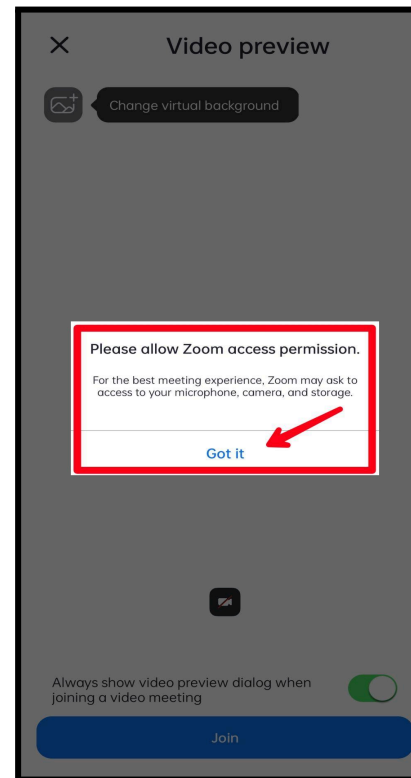 Video preview
Change virtual background
Please allow Zoom access permission.
For the best meeting experience, Zoom may ask to
access to your microphone, camera, and storage.
Got it
Always show video preview dialog when
joining a video meeting
Join